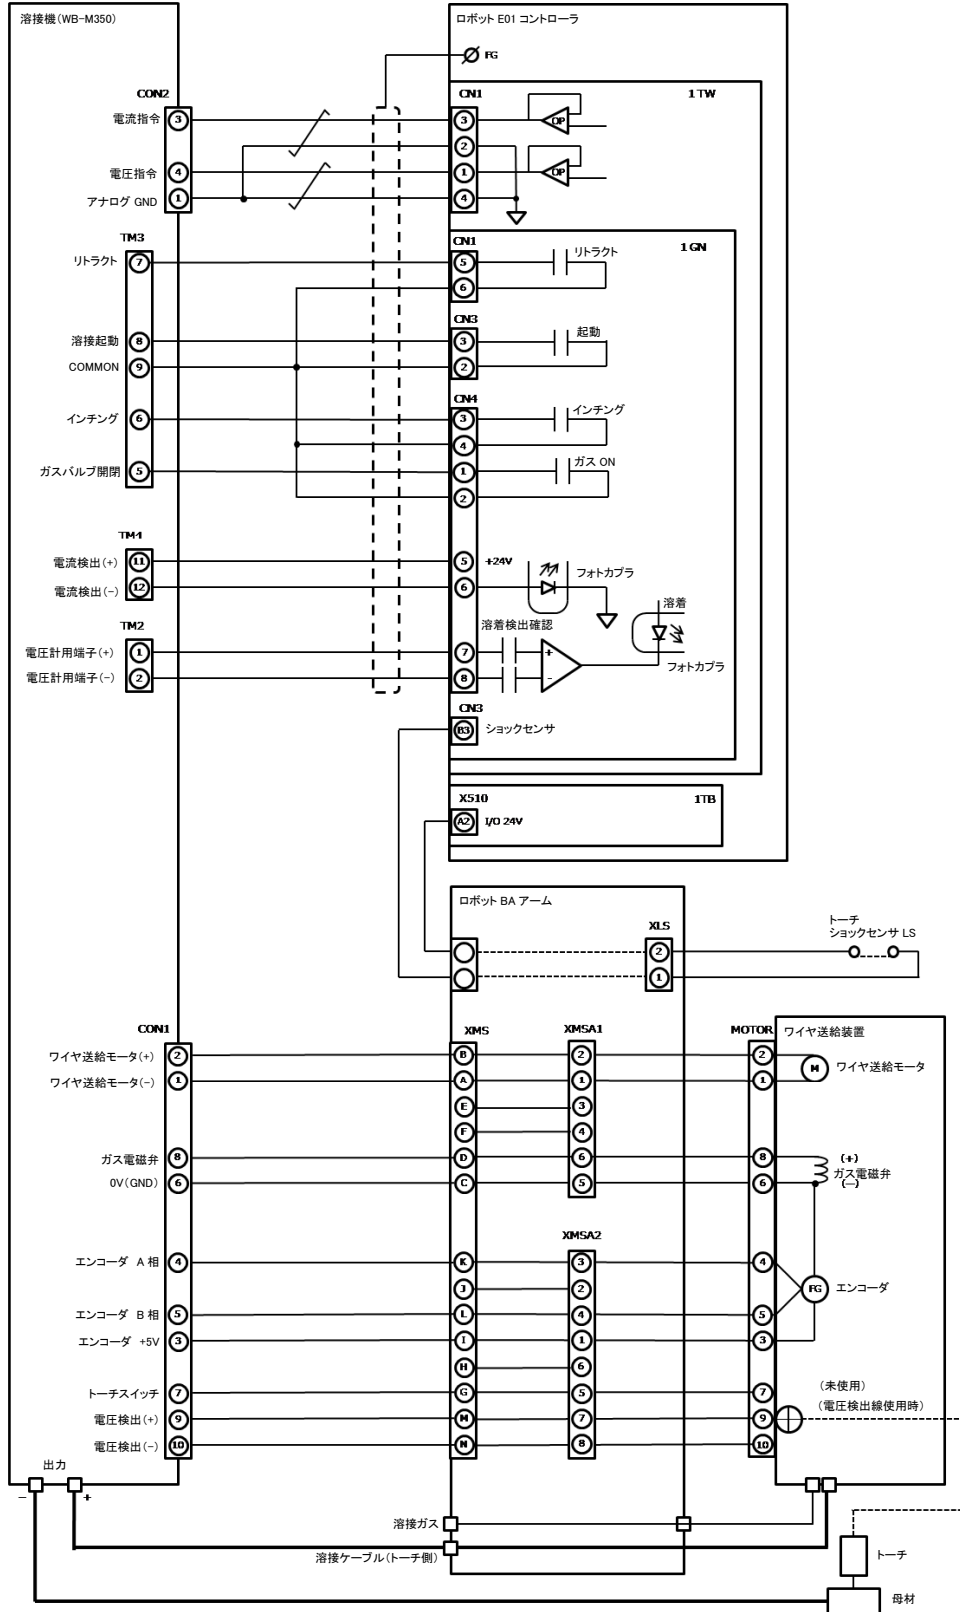 溶接機(WB-M350)
ロボット E01 コントローラ
FG
CON2
CN1
1TW
電流指令
3
3
OP
2
電圧指令
4
1
OP
アナログ GND
1
4
TM3
CN1
1GN
リトラクト
7
5
リトラクト
6
CN3
溶接起動
8
3
起動
COMMON
9
2
CN4
インチング
6
3
インチング
4
ガスバルブ開閉
5
1
ガス ON
2
TM4
電流検出(+)
11
5
+24V
電流検出(-)
12
6
フォトカプラ
溶着
TM2
溶着検出確認
電圧計用端子(+)
1
7
+
フォトカプラ
電圧計用端子(-)
2
8
-
CN3
B3
ショックセンサ
X510
1TB
A2
I/O 24V
ロボット BA アーム
XLS
トーチ
ショックセンサ LS
2
1
CON1
XMS
XMSA1
MOTOR
ワイヤ送給装置
ワイヤ送給モータ(+)
2
B
2
2
M
ワイヤ送給モータ
ワイヤ送給モータ(-)
1
A
1
1
E
3
F
4
ガス電磁弁
8
D
6
8
(+)
ガス電磁弁
(-)
0V(GND)
6
C
5
6
XMSA2
エンコーダ A 相
4
K
3
4
J
2
FG
エンコーダ
エンコーダ B 相
5
L
4
5
エンコーダ +5V
3
I
1
3
H
6
トーチスイッチ
7
G
5
7
(未使用)
電圧検出(+)
9
M
7
9
(電圧検出線使用時)
電圧検出(-)
10
N
8
10
出力
-
+
溶接ガス
溶接ケーブル(トーチ側)
トーチ
母材